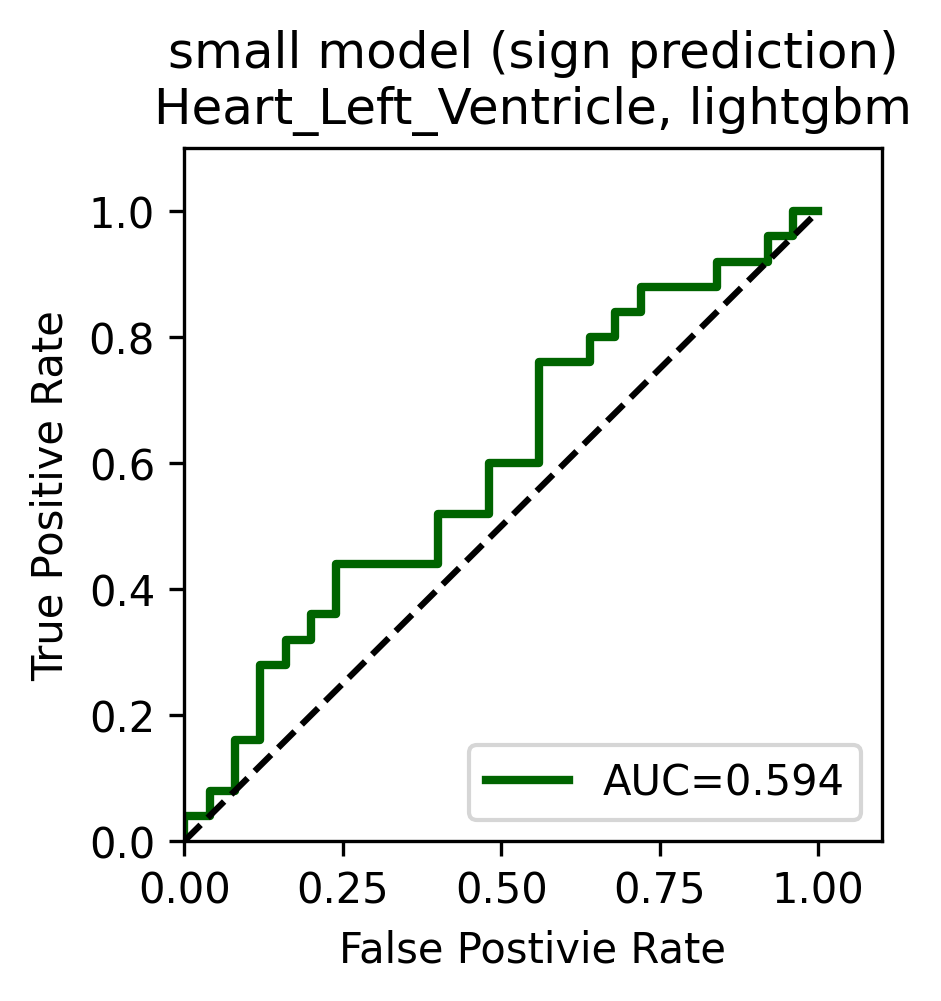 small model (sign prediction)
Heart_Left_Ventricle, lightgbm
1.0
0.8
0.6
0.4
0.2
0.0
True Positive Rate
AUC=0.594
0.00 0.25 0.50 0.75 1.00
False Postivie Rate